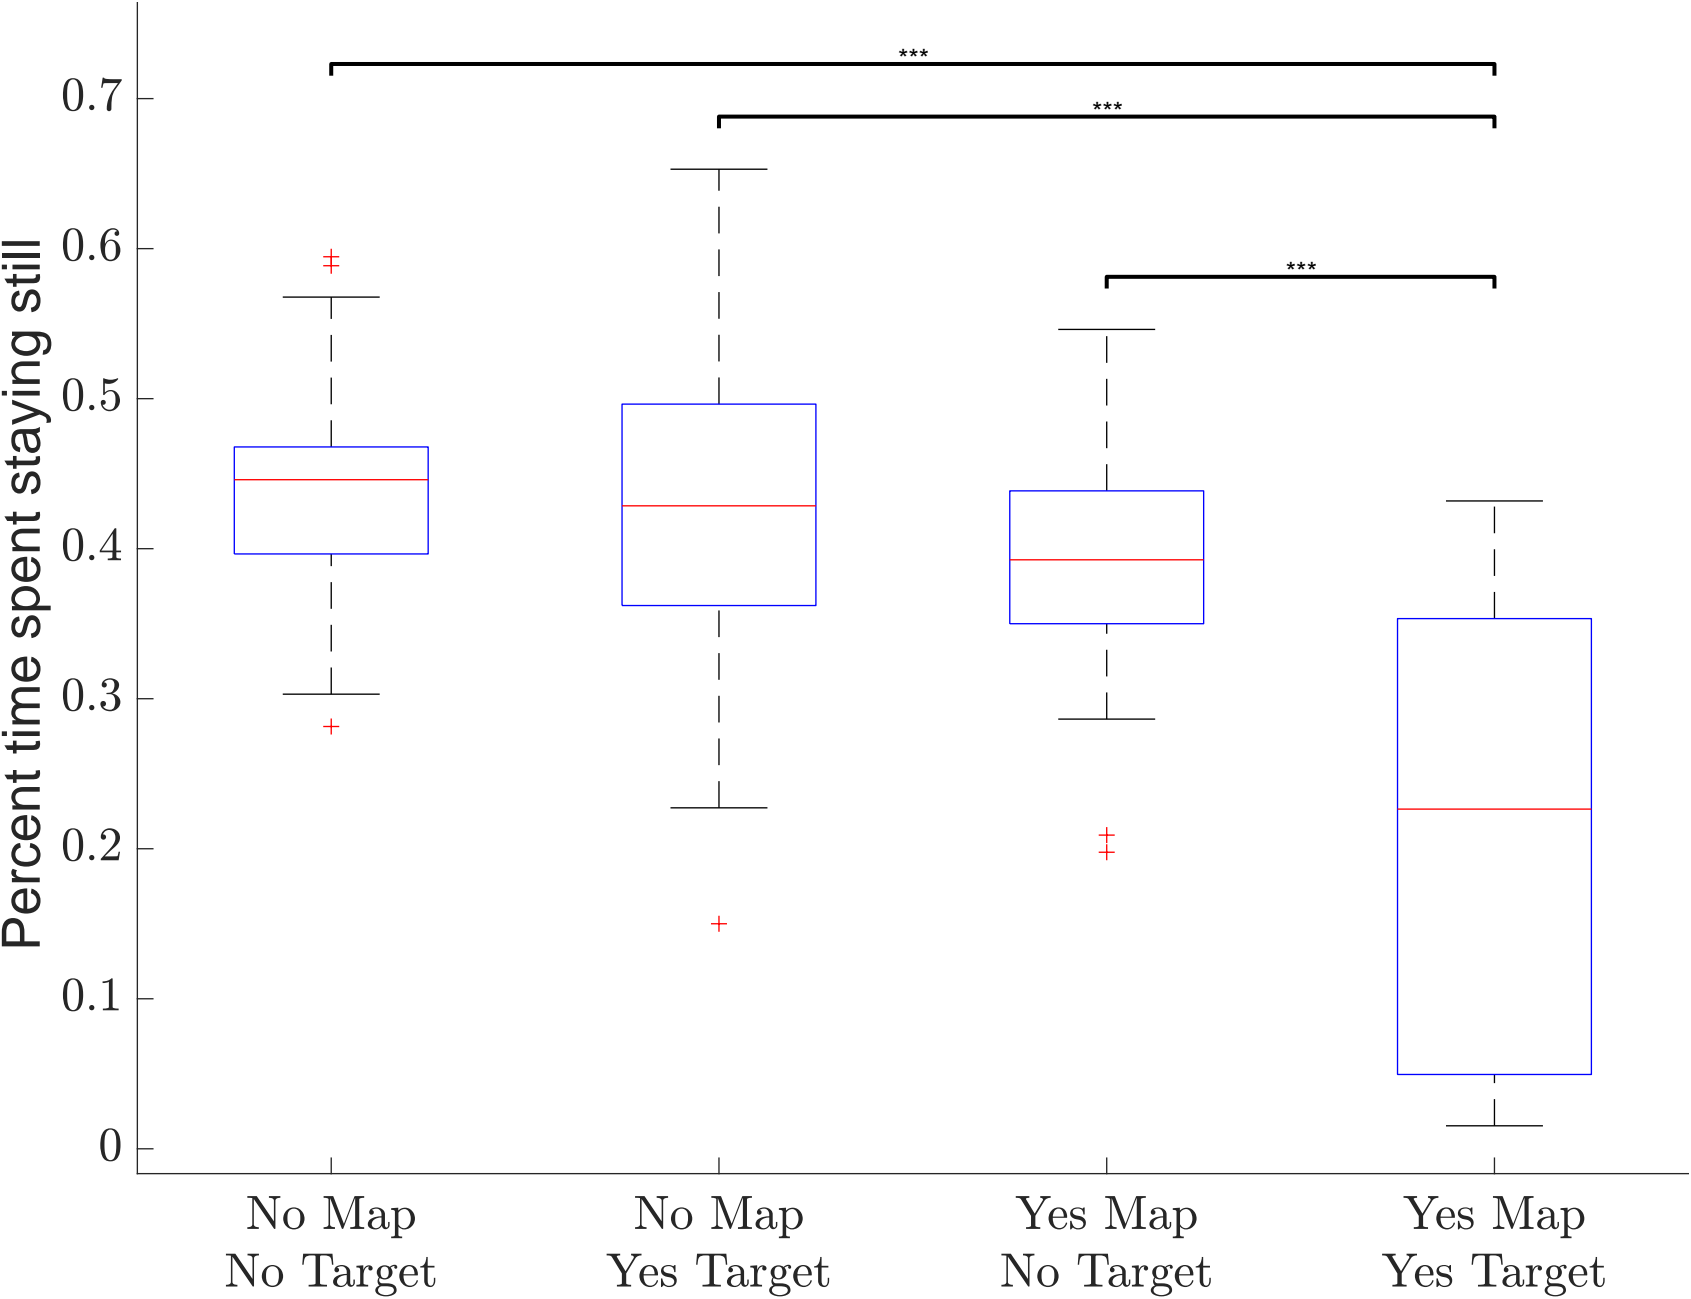 ***
***
***
Percent time spent staying still
0.7
0.6
0.5
0.4
0.3
0.2
0.1
0
No Map
No Target
No Map
Yes Target
Yes Map
No Target
Yes Map
Yes Target